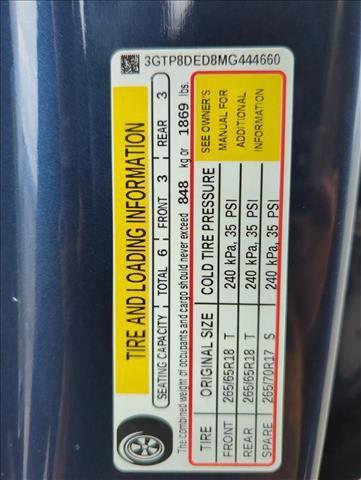 3GTP8DED8MG444660
TIRE AND LOADING INFORMATION
SEATING CAPACITY TOTAL 6 FRONT 3 REAR 3
The combined weight of occupants and cargo should never exceed 848 kg or 1869 lbs.
TIRE ORIGINAL SIZE COLD TIRE PRESSURE
FRONT 265/65R18 T 240 kPa, 35 PSI
REAR 265/65R18 T 240 kPa, 35 PSI
SPARE 265/70R17 S 240 kPa, 35 PSI
SEE OWNER'S
MANUAL FOR
ADDITIONAL
INFORMATION